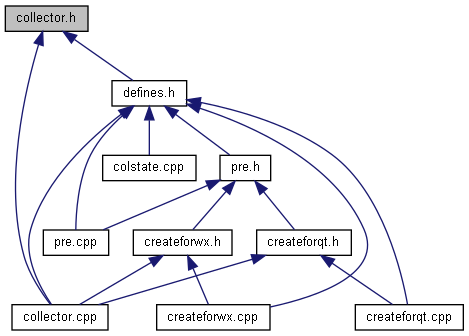 collector.h
defines.h
colstate.cpp
pre.h
pre.cpp
createforwx.h
createforqt.h
collector.cpp
createforwx.cpp
createforqt.cpp